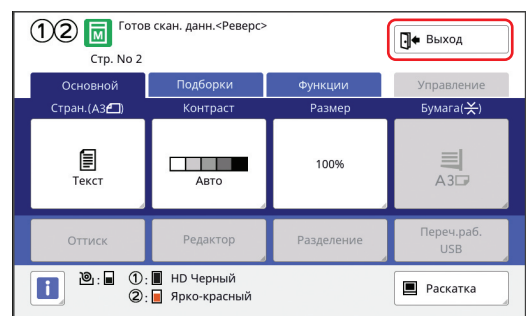 ①② M Готов скан. данн.<Реверс>
Стр. No 2
Выход
Основной Подборки Функции Управление
Стран.(A3) Контраст Размер Бумага()
Текст Авто 100% A3
Оттиск Редактор Разделение Переч.раб. USB
i ①: HD Черный
②: Ярко-красный
Раскатка